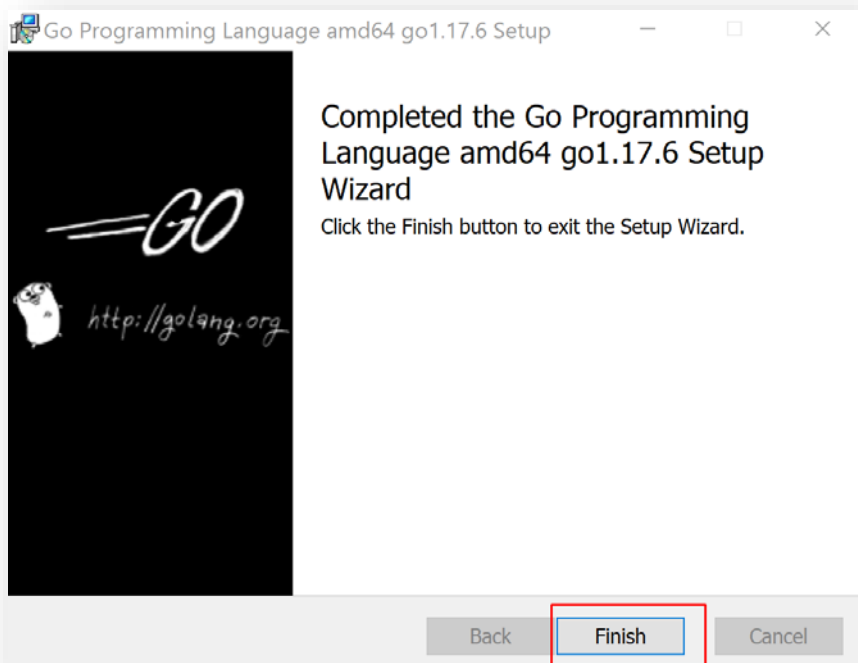 Go Programming Language amd64 go1.17.6 Setup
Completed the Go Programming
Language amd64 go1.17.6 Setup
Wizard
Click the Finish button to exit the Setup Wizard.
GO
http://golang.org
Back Finish Cancel